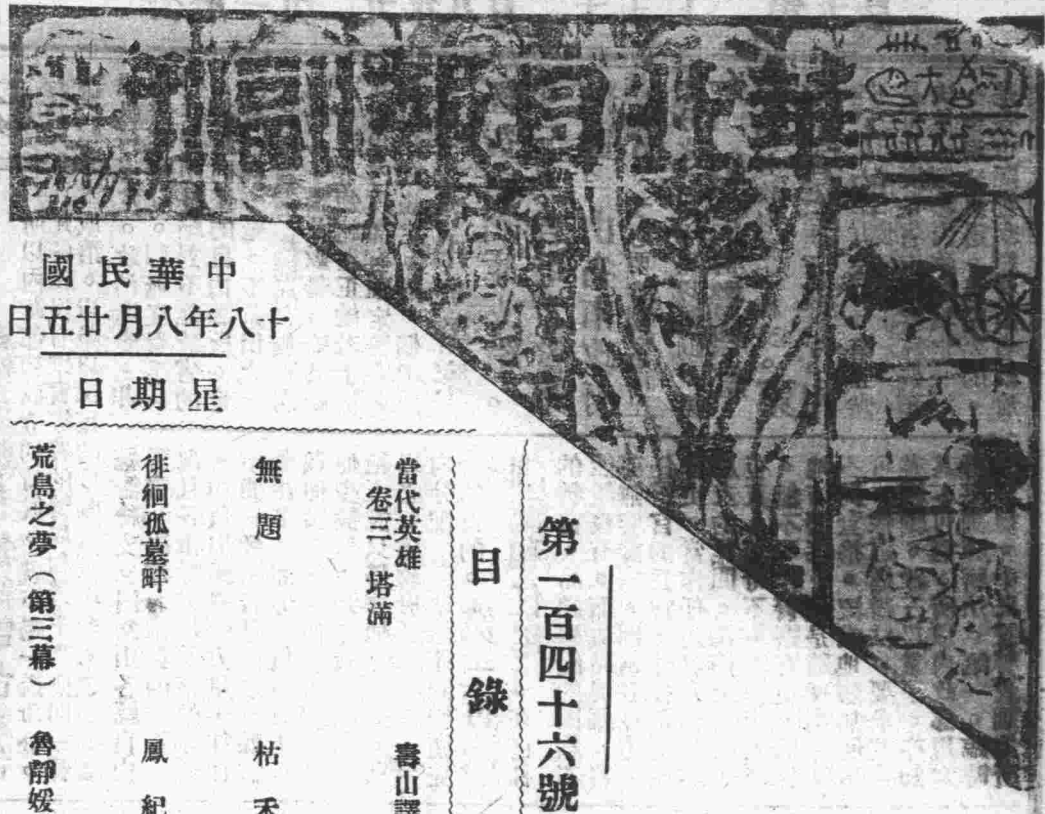 華北日報副刊
中華民國
十八年八月廿五日
星期日
第一百四十六號
目錄
當代英雄 壽山譯
卷三 塔滿
無題 枯禾
徘徊孤墓畔 鳳紀
荒島之夢（第三幕） 魯靜媛